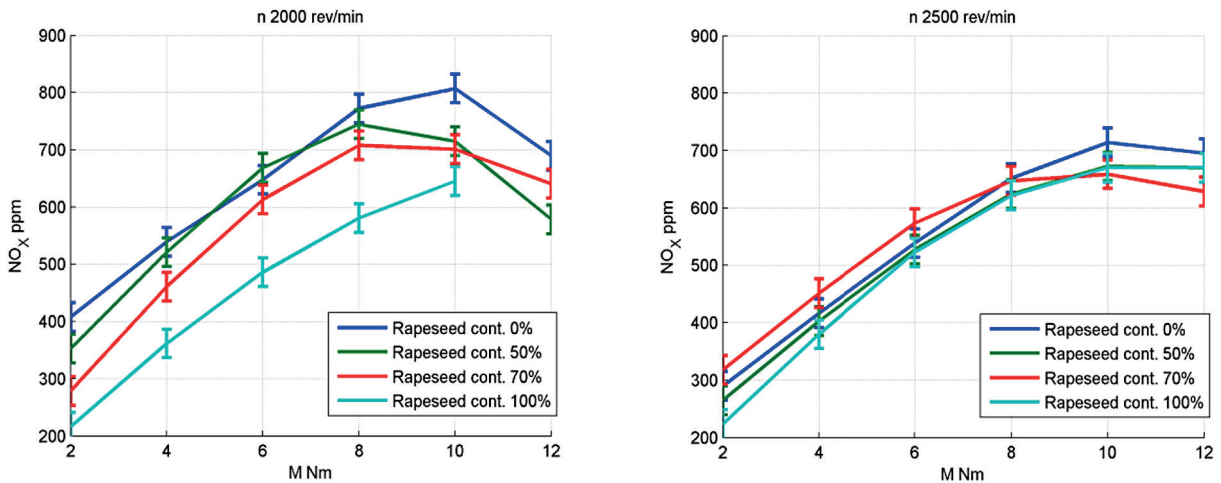 n 2000 rev/min
900
800
700
600
500
400
300
200
NOX ppm
2 4 6 8 10 12
M Nm
Rapeseed cont. 0%
Rapeseed cont. 50%
Rapeseed cont. 70%
Rapeseed cont. 100%
n 2500 rev/min
900
800
700
600
500
400
300
200
NOX ppm
2 4 6 8 10 12
M Nm
Rapeseed cont. 0%
Rapeseed cont. 50%
Rapeseed cont. 70%
Rapeseed cont. 100%